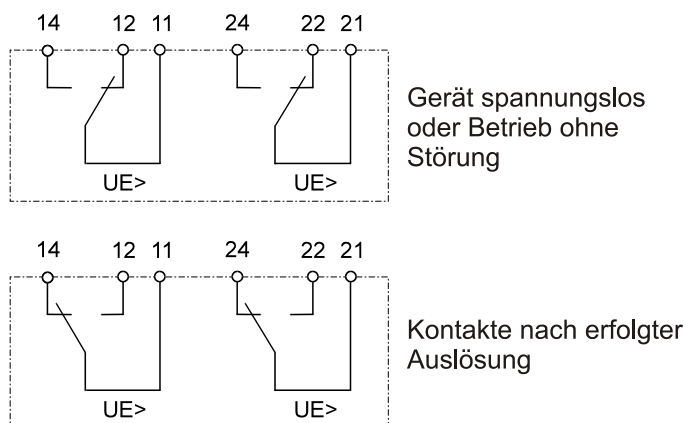 14 12 11 24 22 21
Gerät spannungslos
oder Betrieb ohne
Störung
UE> UE>
14 12 11 24 22 21
Kontakte nach erfolgter
Auslösung
UE> UE>